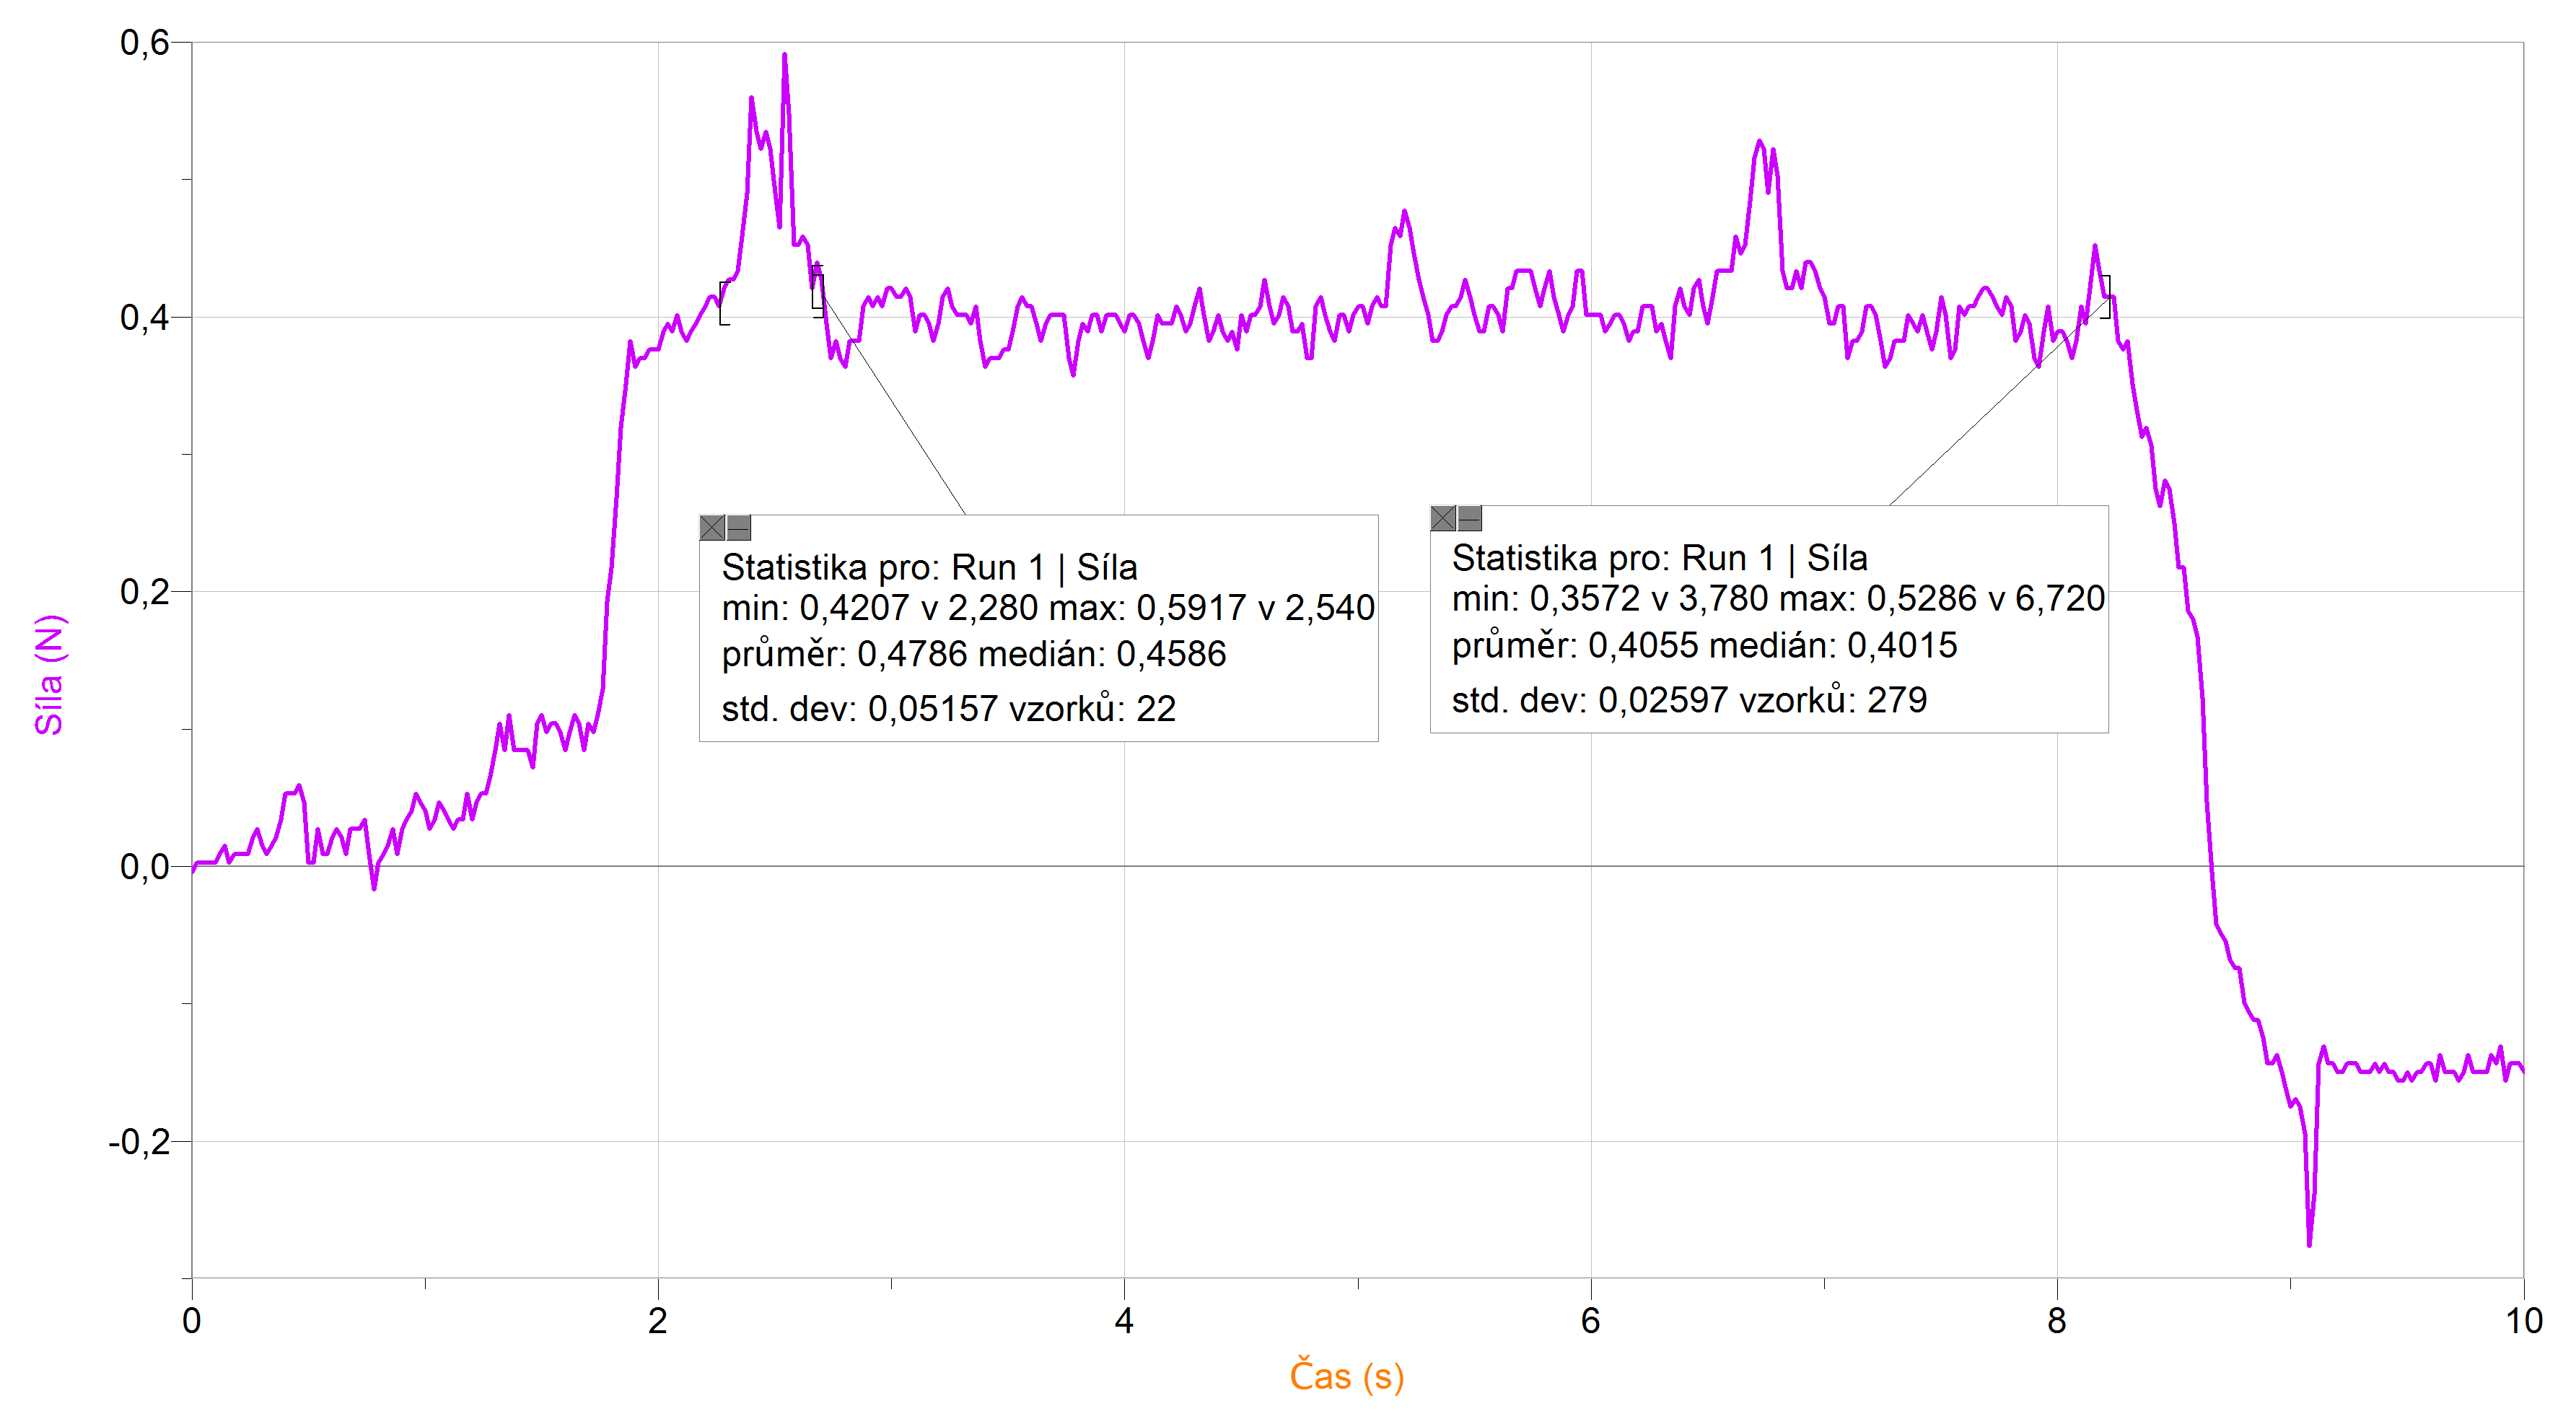 0,6
0,4
0,2
0,0
-0,2
Síla (N)
Statistika pro: Run 1 | Síla
min: 0,4207 v 2,280 max: 0,5917 v 2,540
průměr: 0,4786 medián: 0,4586
std. dev: 0,05157 vzorků: 22
Statistika pro: Run 1 | Síla
min: 0,3572 v 3,780 max: 0,5286 v 6,720
průměr: 0,4055 medián: 0,4015
std. dev: 0,02597 vzorků: 279
0 2 4 6 8 10
Čas (s)